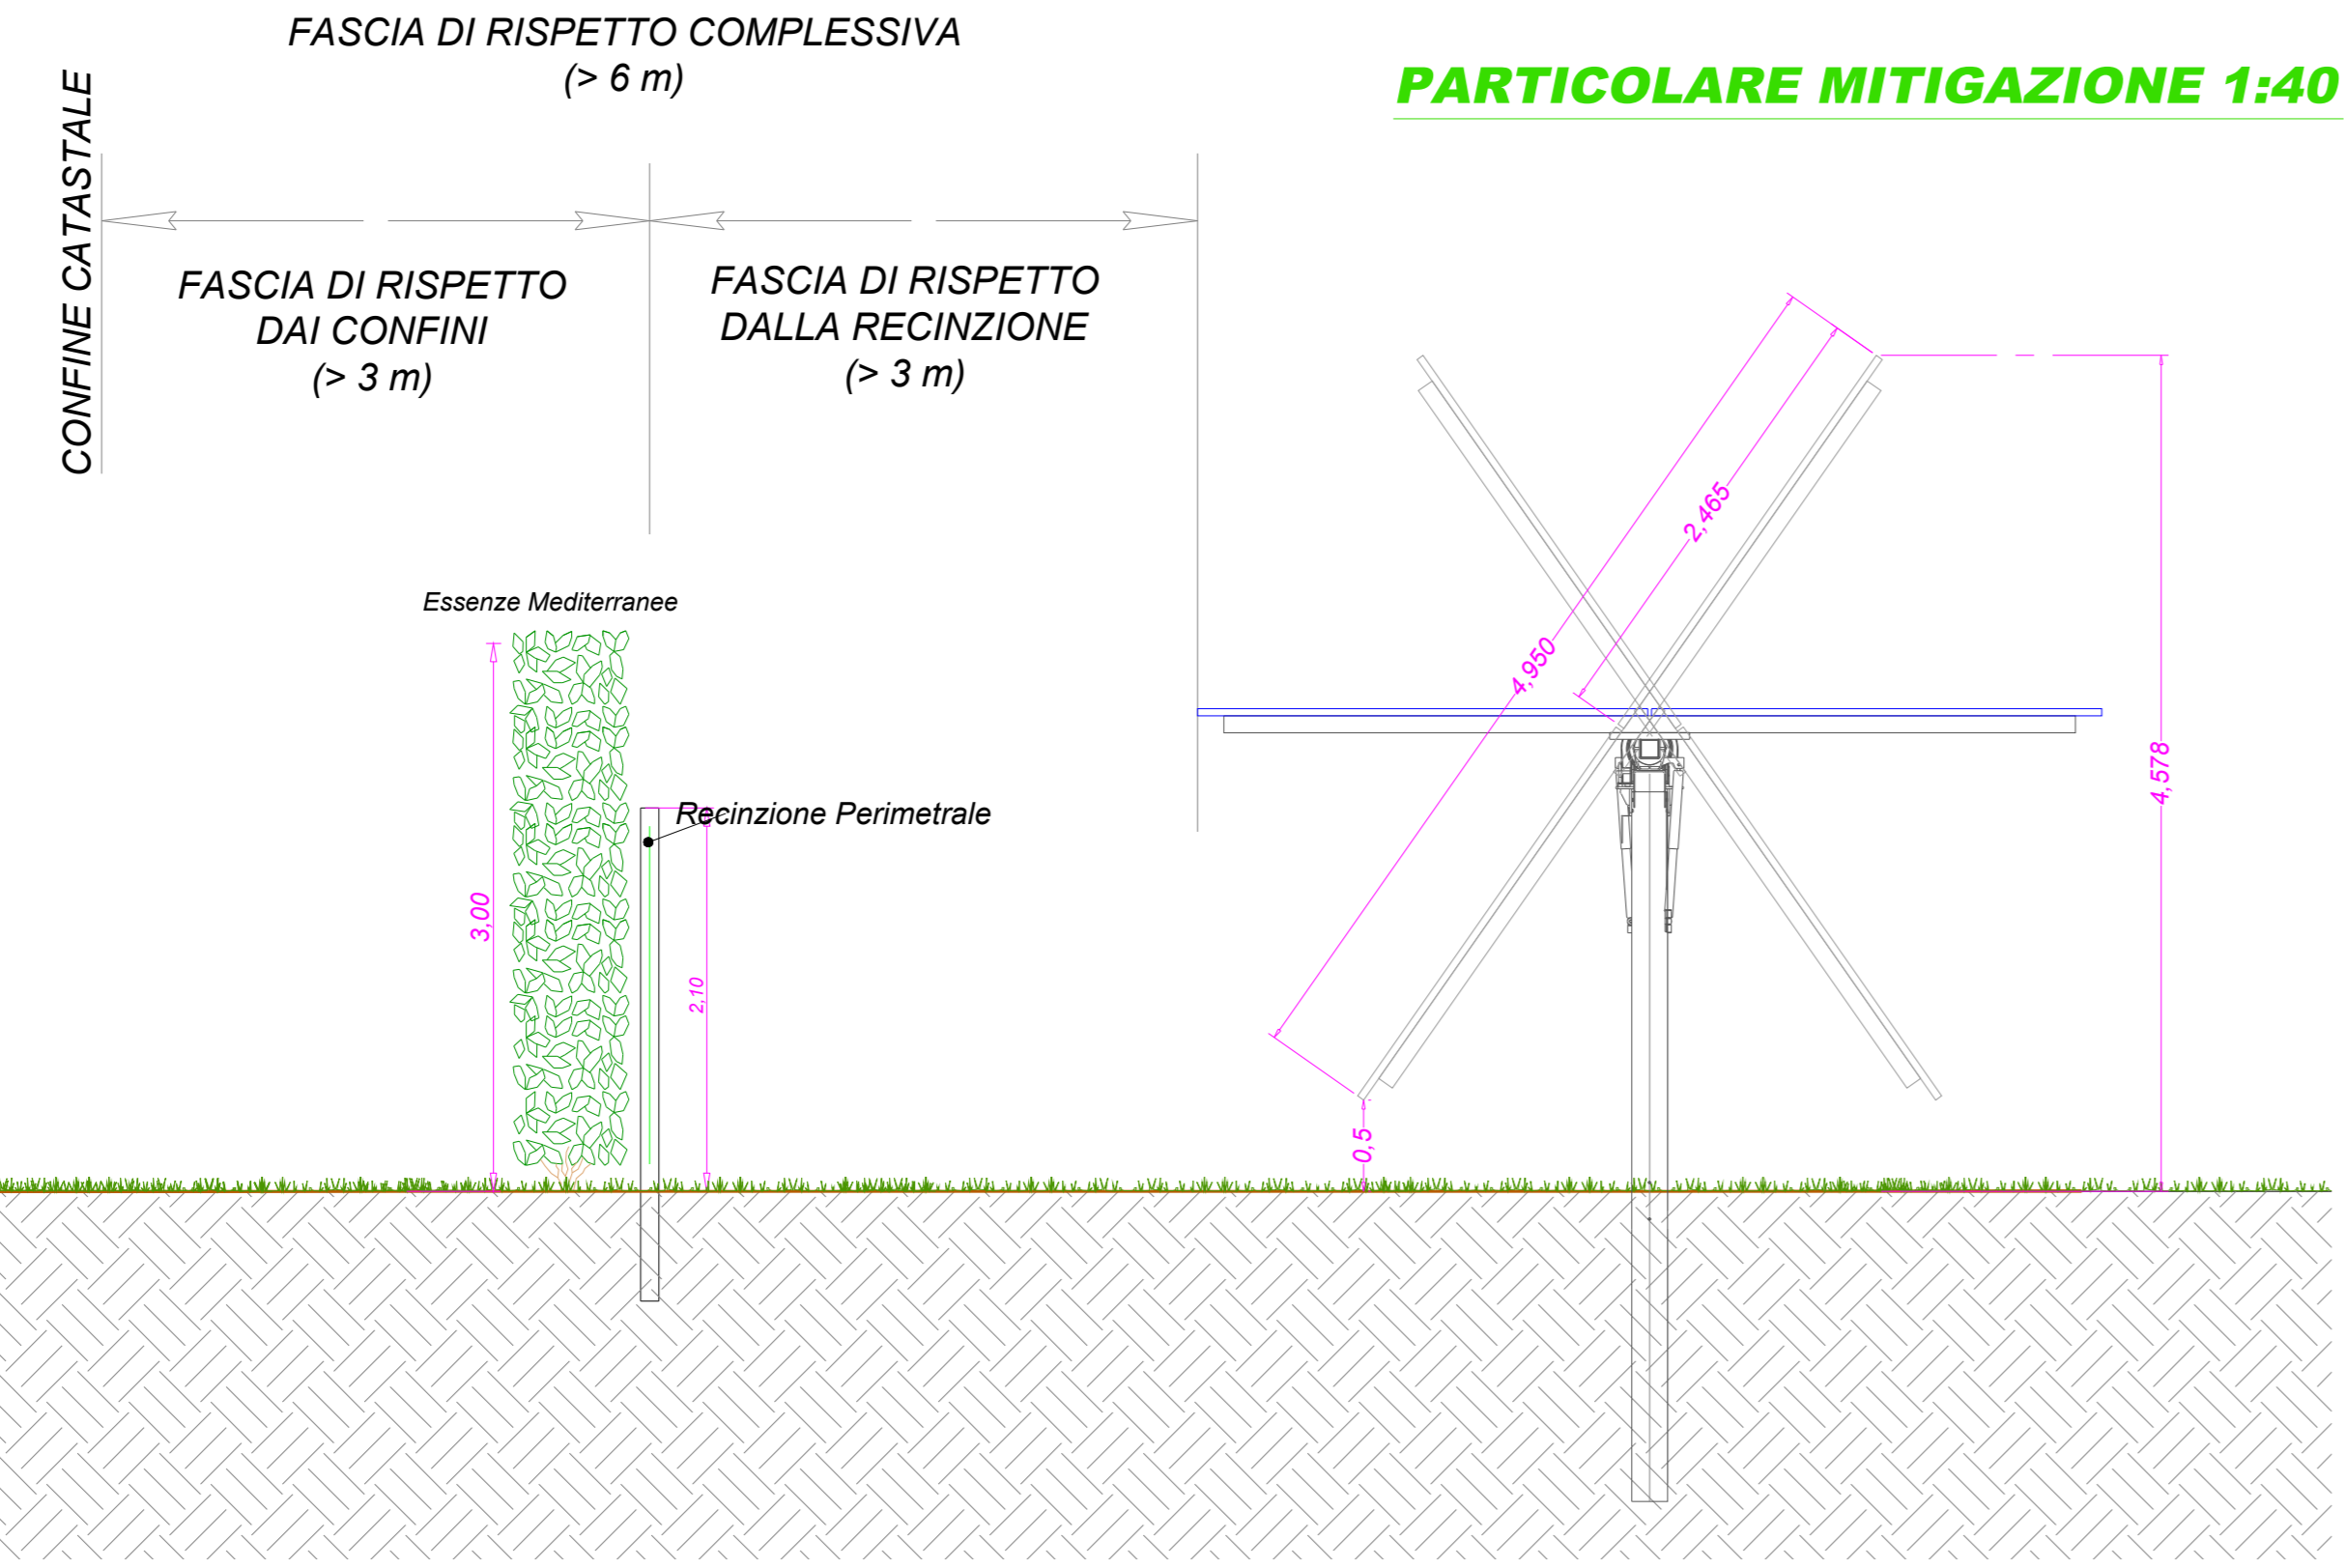 FASCIA DI RISPETTO COMPLESSIVA
(> 6 m)
PARTICOLARE MITIGAZIONE 1:40
CONFINE CATASTALE
FASCIA DI RISPETTO
DAI CONFINI
(> 3 m)
FASCIA DI RISPETTO
DALLA RECINZIONE
(> 3 m)
2,465
4,950
4,578
Essenze Mediterranee
Recinzione Perimetrale
3,00
2,10
0,5